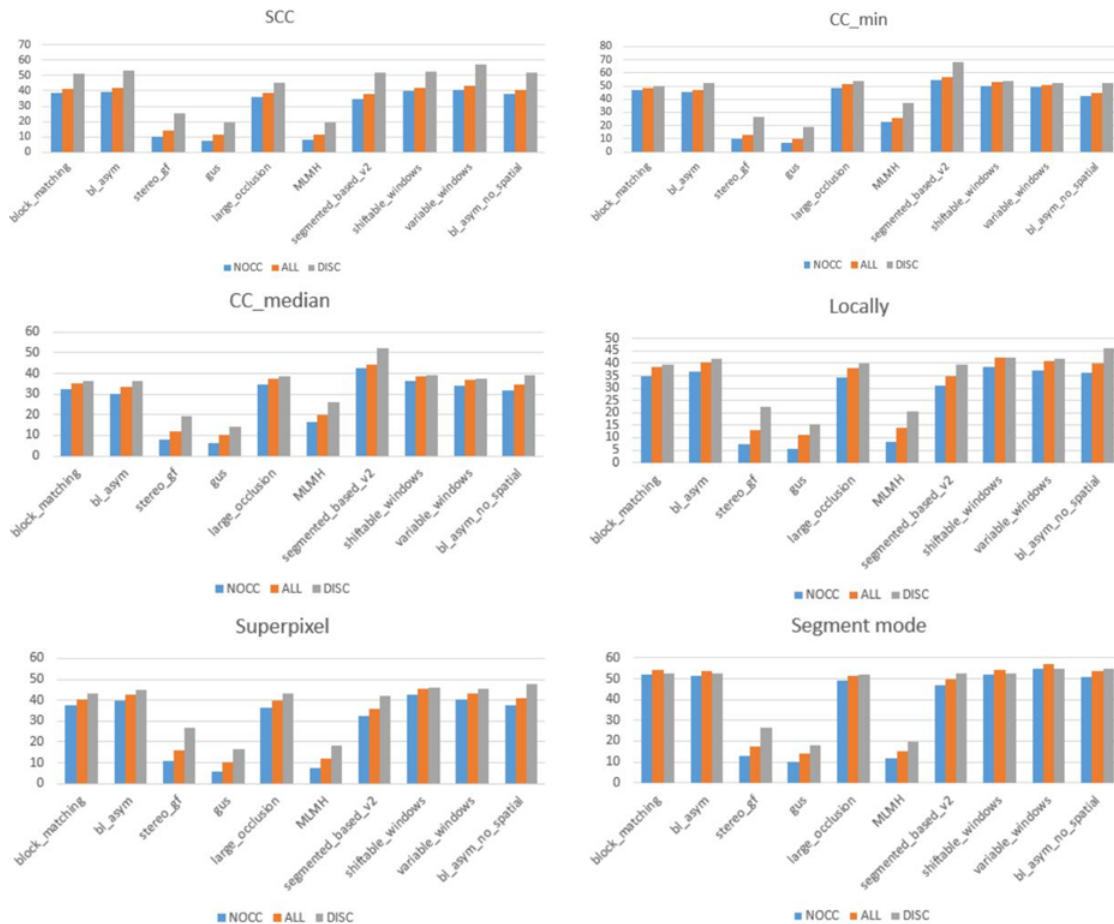 SCC
70
60
50
40
30
20
10
0
block_matching
bl_asym
stereo_gf
gus
large_occlusion
MLMH
segmented_based_v2
shiftable_windows
variable_windows
bl_asym_no_spatial
NOCC ALL DISC
CC_min
80
70
60
50
40
30
20
10
0
block_matching
bl_asym
stereo_gf
gus
large_occlusion
MLMH
segmented_based_v2
shiftable_windows
variable_windows
bl_asym_no_spatial
NOCC ALL DISC
CC_median
60
50
40
30
20
10
0
block_matching
bl_asym
stereo_gf
gus
large_occlusion
MLMH
segmented_based_v2
shiftable_windows
variable_windows
bl_asym_no_spatial
NOCC ALL DISC
Locally
50
45
40
35
30
25
20
15
10
5
0
block_matching
bl_asym
stereo_gf
gus
large_occlusion
MLMH
segmented_based_v2
shiftable_windows
variable_windows
bl_asym_no_spatial
NOCC ALL DISC
Superpixel
60
50
40
30
20
10
0
block_matching
bl_asym
stereo_gf
gus
large_occlusion
MLMH
segmented_based_v2
shiftable_windows
variable_windows
bl_asym_no_spatial
NOCC ALL DISC
Segment mode
60
50
40
30
20
10
0
block_matching
bl_asym
stereo_gf
gus
large_occlusion
MLMH
segmented_based_v2
shiftable_windows
variable_windows
bl_asym_no_spatial
NOCC ALL DISC